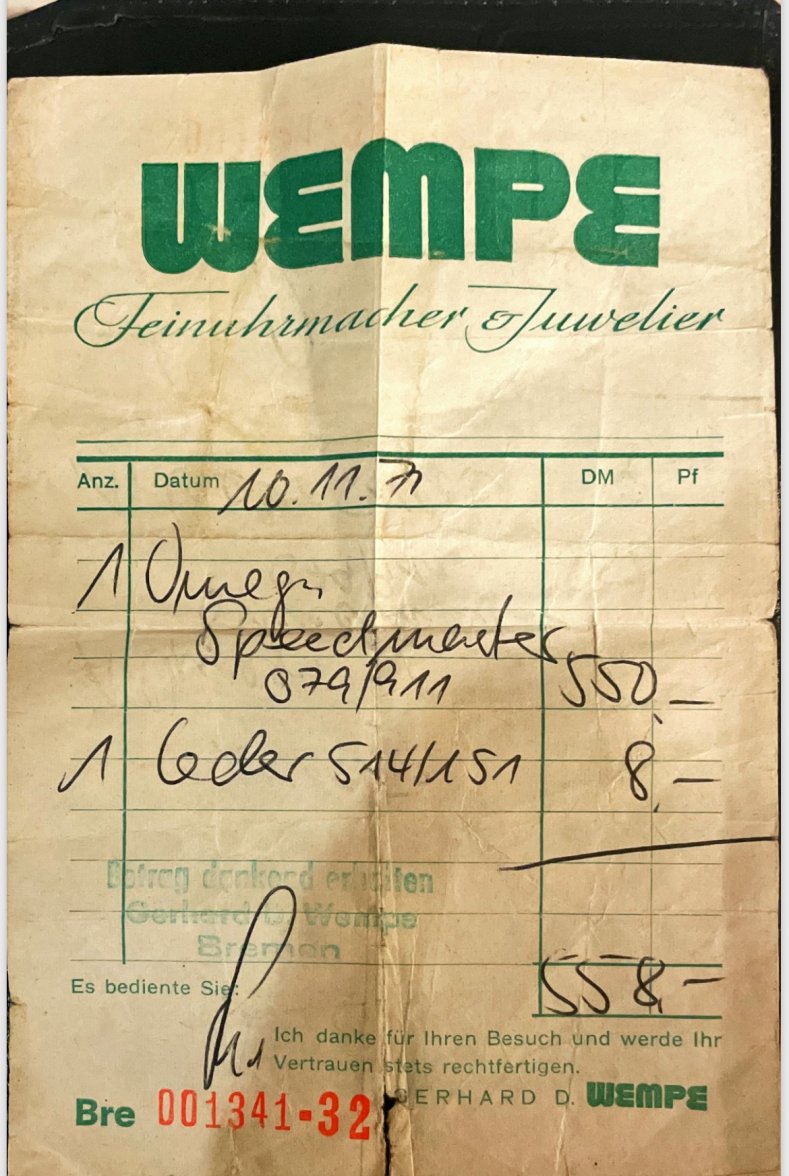 WEMPE
Feinuhrmacher & Juwelier
Anz. Datum 10.11.71 DM Pf
1 Omega
Speedmaster
079/911 550,—
1 Leder 514/151 8,—
Betrag dankend erhalten
Gerhard D. Wempe
Bremen
558,-
Es bediente Sie:
Ich danke für Ihren Besuch und werde Ihr
Vertrauen stets rechtfertigen.
GERHARD D. WEMPE
Bre 001341-32